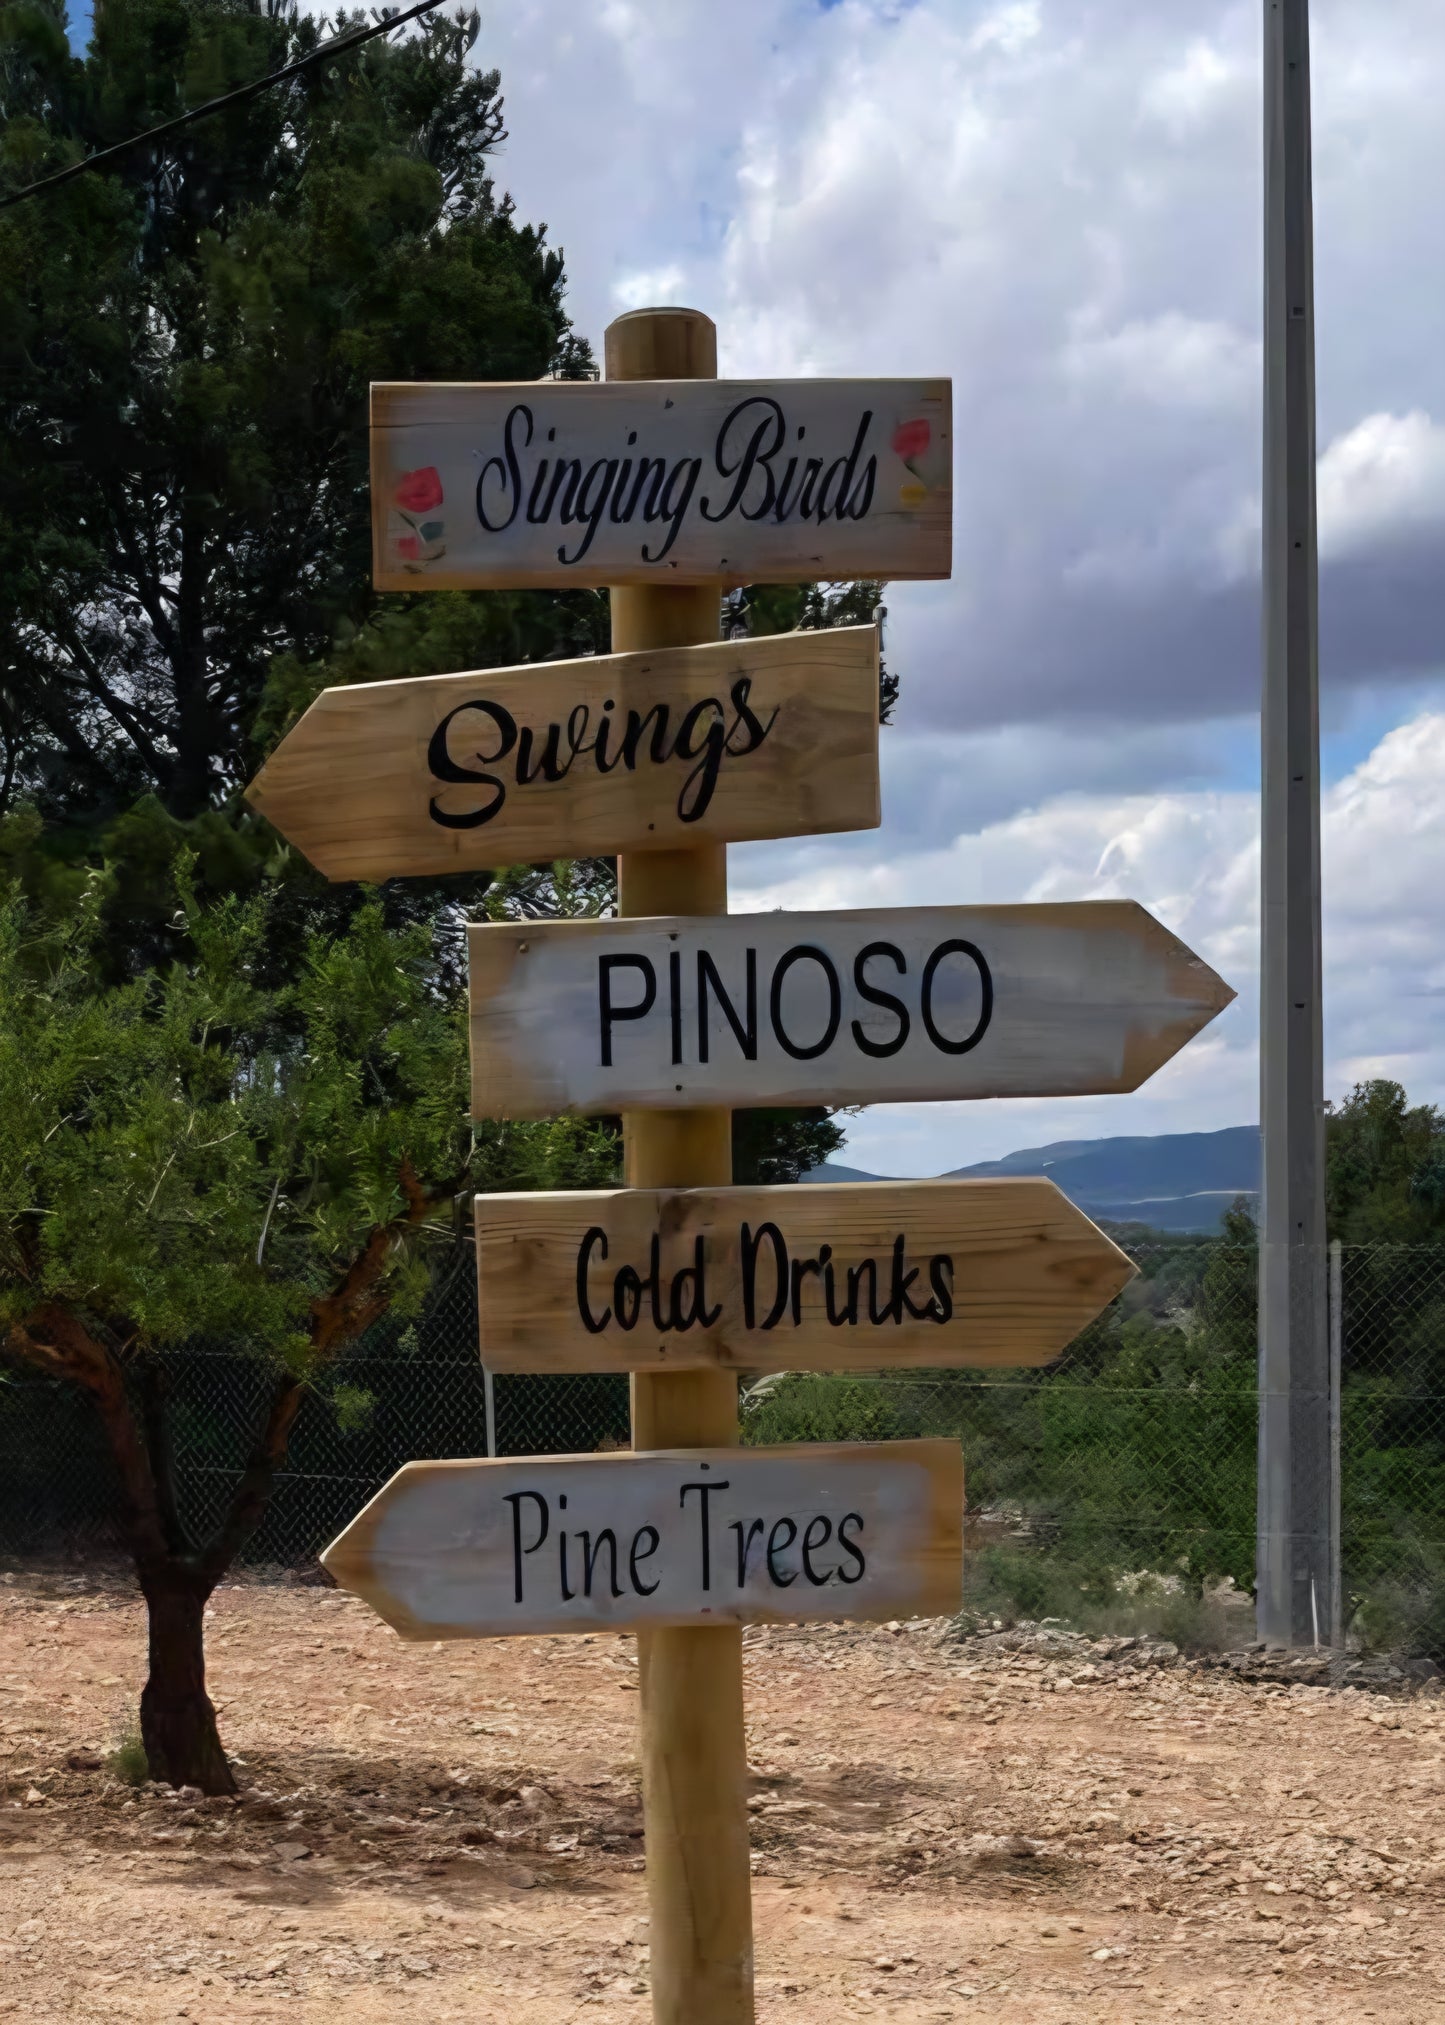 Singing Birds
Swings
PINOSO
Cold Drinks
Pine Trees